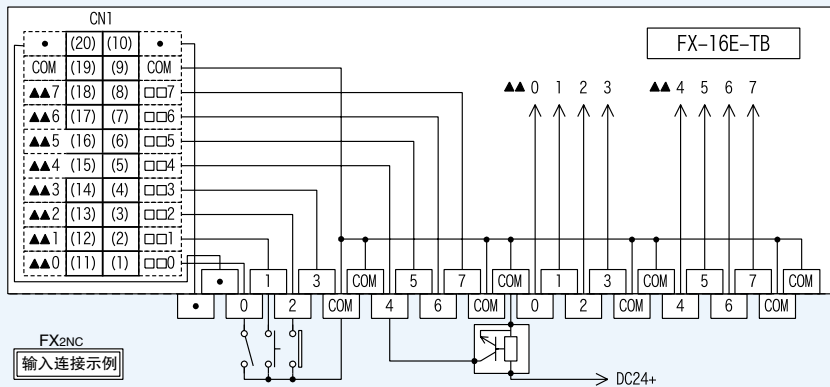 CN1
• (20) (10) •
COM (19) (9) COM
▲▲7 (18) (8) □□7
▲▲6 (17) (7) □□6
▲▲5 (16) (6) □□5
▲▲4 (15) (5) □□4
▲▲3 (14) (4) □□3
▲▲2 (13) (3) □□2
▲▲1 (12) (2) □□1
▲▲0 (11) (1) □□0
FX-16E-TB
▲▲ 0 1 2 3 ▲▲ 4 5 6 7
• 1 3 COM 5 7 COM 1 3 COM 5 7 COM
• 0 2 COM 4 6 COM 0 2 COM 4 6 COM
FX2NC
输入连接示例
DC24+